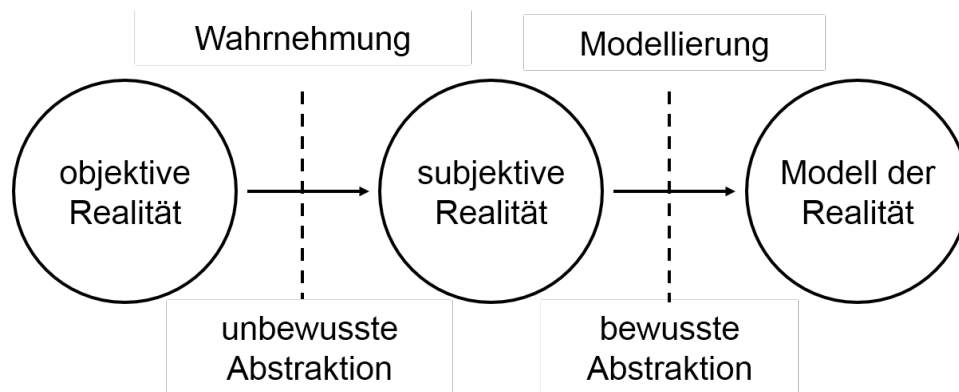 Wahrnehmung
Modellierung
objektive
Realität
subjektive
Realität
Modell der
Realität
unbewusste
Abstraktion
bewusste
Abstraktion